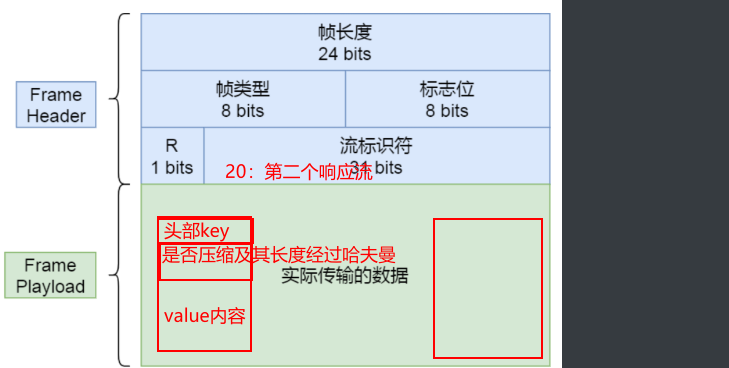 帧长度
24 bits
帧类型
8 bits
标志位
8 bits
Frame
Header
R
1 bits
流标识符
31 bits
20：第二个响应流
头部key
是否压缩及其长度经过哈夫曼
实际传输的数据
Frame
Playload
value内容